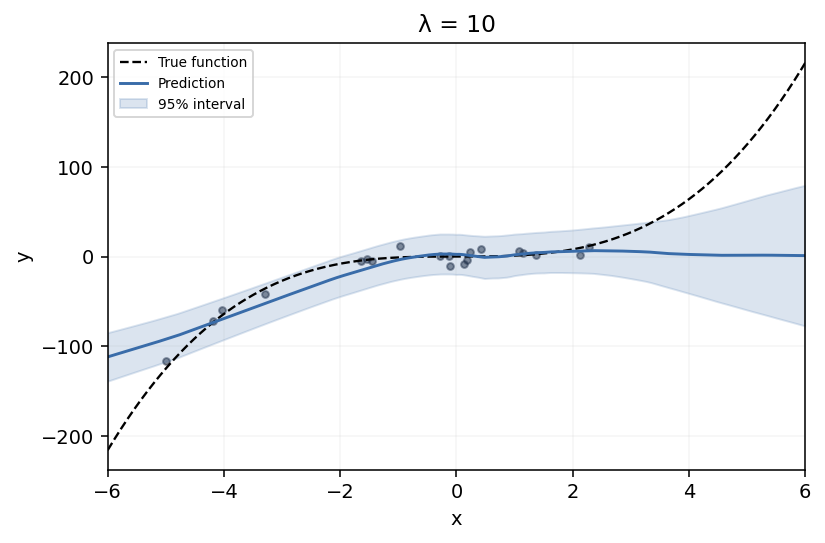 λ = 10
True function
Prediction
95% interval
y
200
100
0
−100
−200
−6
−4
−2
0
2
4
6
x